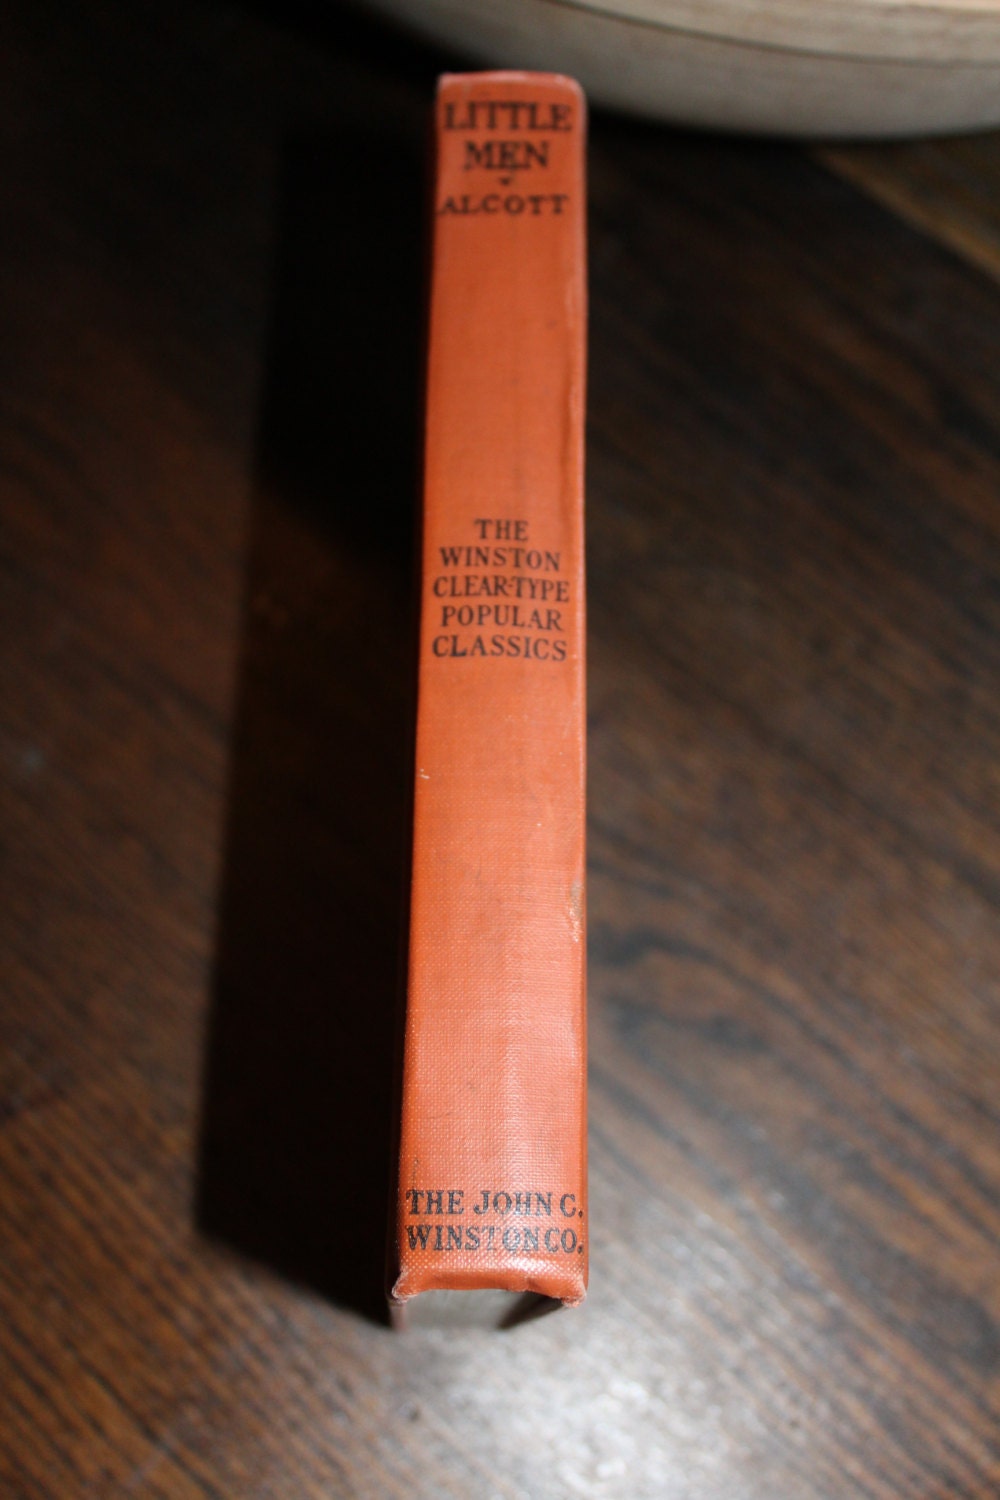 LITTLE
MEN
ALCOTT
THE
WINSTON
CLEAR-TYPE
POPULAR
CLASSICS
THE JOHN C.
WINSTON CO.